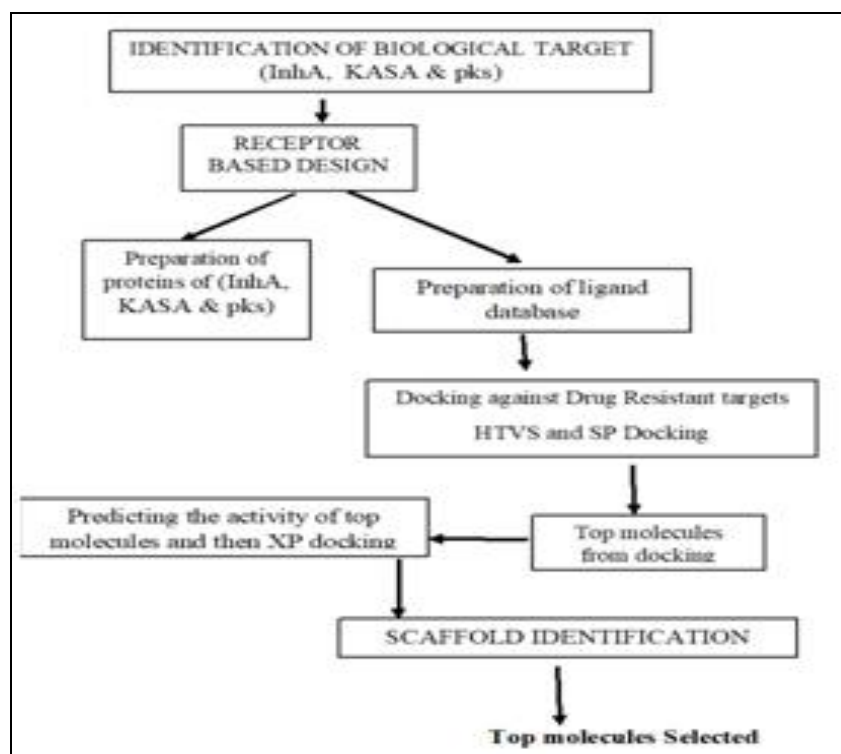 IDENTIFICATION OF BIOLOGICAL TARGET
(InhA, KASA & pks)
RECEPTOR
BASED DESIGN
Preparation of
proteins of (InhA,
KASA & pks)
Preparation of ligand
database
Docking against Drug Resistant targets
HTVS and SP Docking
Predicting the activity of top
molecules and then XP docking
Top molecules
from docking
SCAFFOLD IDENTIFICATION
Top molecules Selected